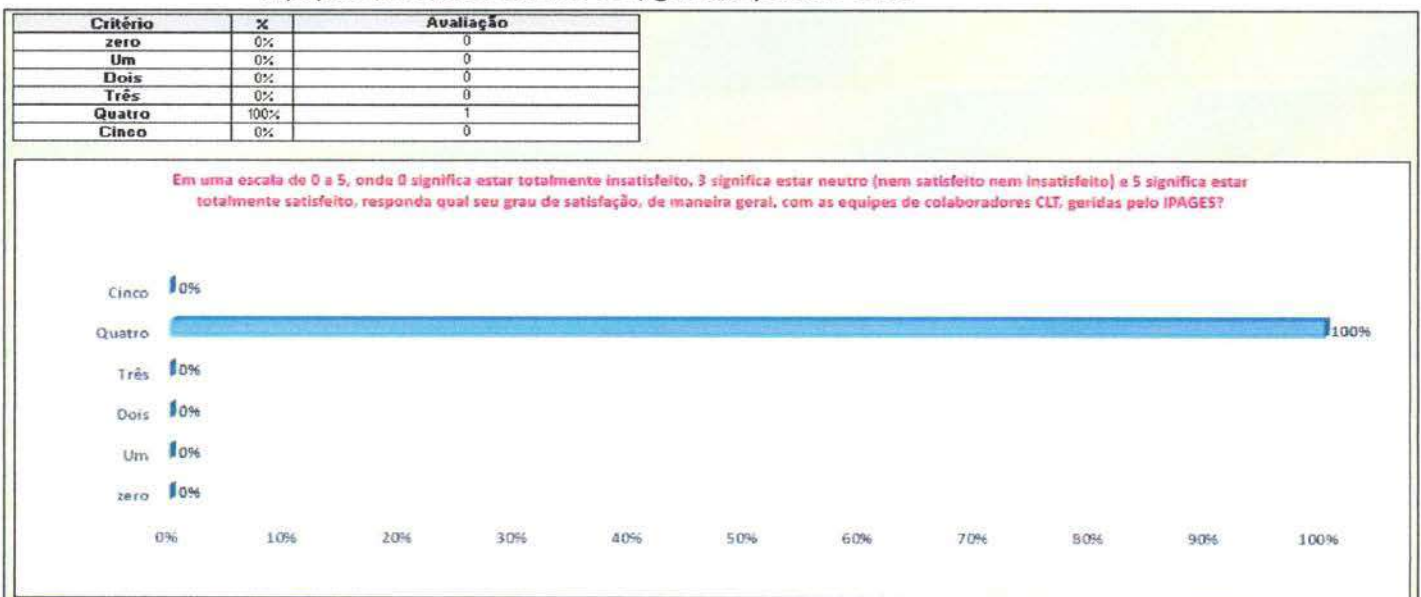 Critério % Avaliação
zero 0% 0
Um 0% 0
Dois 0% 0
Três 0% 0
Quatro 100% 1
Cinco 0% 0
Em uma escala de 0 a 5, onde 0 significa estar totalmente insatisfeito, 3 significa estar neutro (nem satisfeito nem insatisfeito) e 5 significa estar
totalmente satisfeito, responda qual seu grau de satisfação, de maneira geral, com as equipes de colaboradores CLT, geridas pelo IPAGES?
Cinco 0%
Quatro 100%
Três 0%
Dois 0%
Um 0%
zero 0%
0% 10% 20% 30% 40% 50% 60% 70% 80% 90% 100%